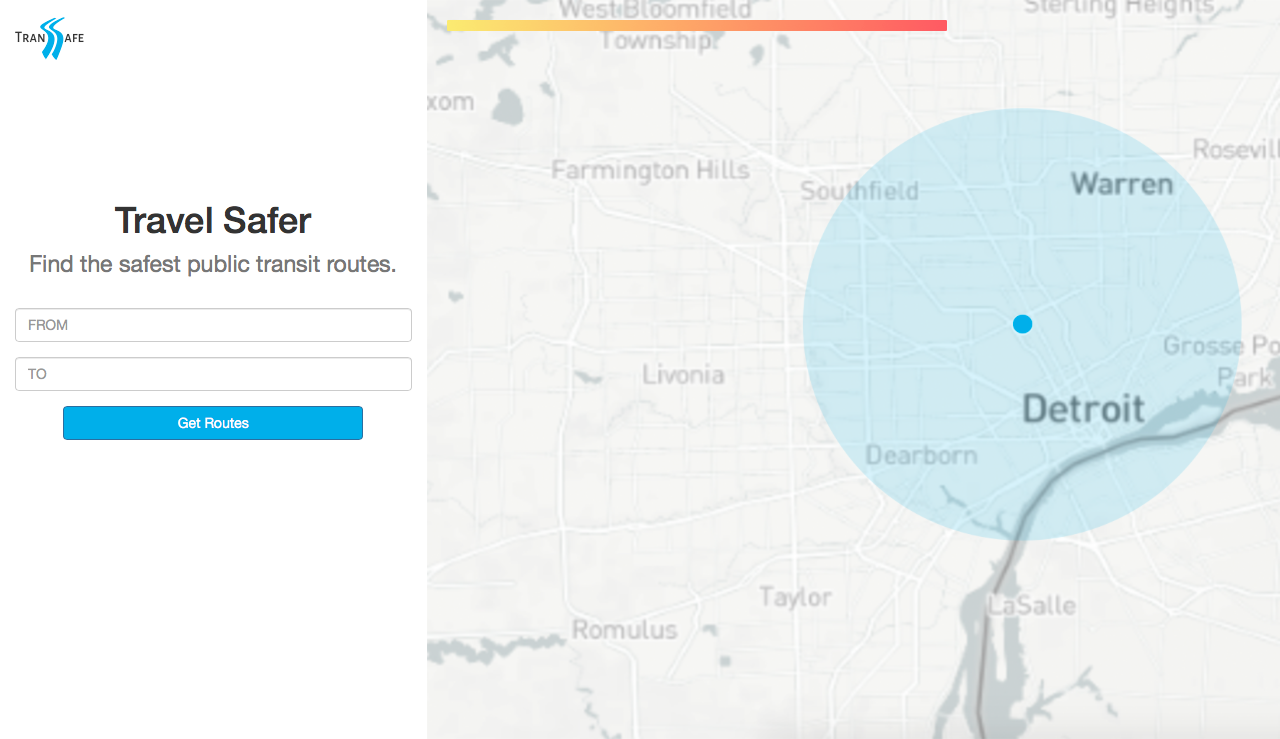 TRANSAFE
Travel Safer
Find the safest public transit routes.
FROM
TO
Get Routes
West Bloomfield
Township
Sterling Heights
xom
Farmington Hills
Southfield
Warren
Rosevill
Livonia
Grosse Po
Park
Detroit
Dearborn
Taylor
LaSalle
Romulus